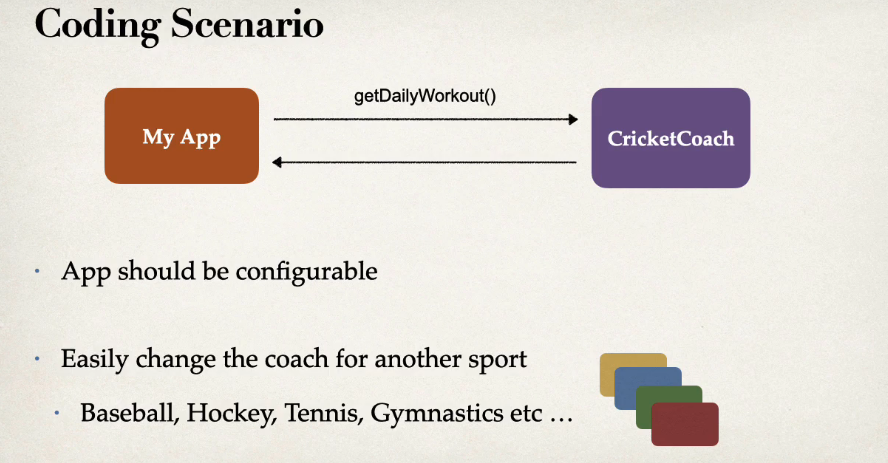 Coding Scenario
getDailyWorkout()
My App
CricketCoach
• App should be configurable
• Easily change the coach for another sport
• Baseball, Hockey, Tennis, Gymnastics etc …